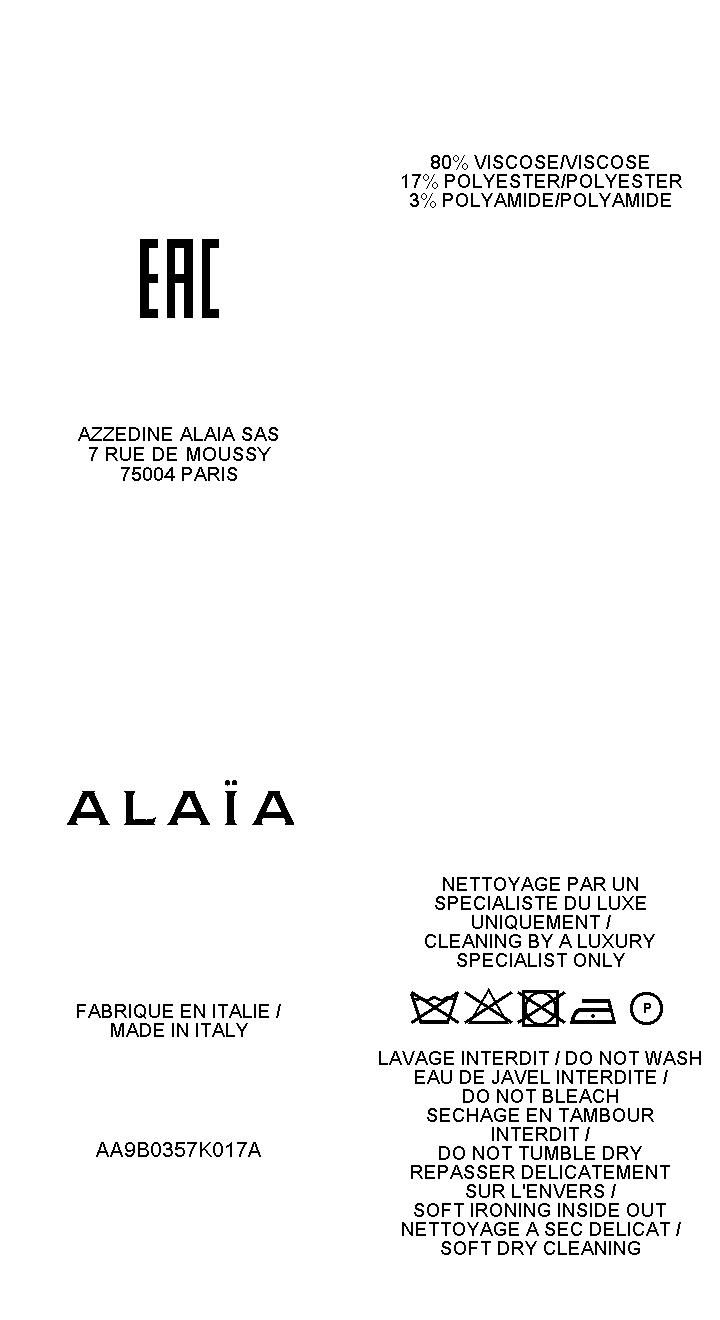 80% VISCOSE/VISCOSE
17% POLYESTER/POLYESTER
3% POLYAMIDE/POLYAMIDE
EAC
AZZEDINE ALAIA SAS
7 RUE DE MOUSSY
75004 PARIS
ALAÏA
FABRIQUE EN ITALIE /
MADE IN ITALY
AA9B0357K017A
NETTOYAGE PAR UN
SPECIALISTE DU LUXE
UNIQUEMENT /
CLEANING BY A LUXURY
SPECIALIST ONLY
P
LAVAGE INTERDIT / DO NOT WASH
EAU DE JAVEL INTERDITE /
DO NOT BLEACH
SECHAGE EN TAMBOUR
INTERDIT /
DO NOT TUMBLE DRY
REPASSER DELICATEMENT
SUR L'ENVERS /
SOFT IRONING INSIDE OUT
NETTOYAGE A SEC DELICAT /
SOFT DRY CLEANING